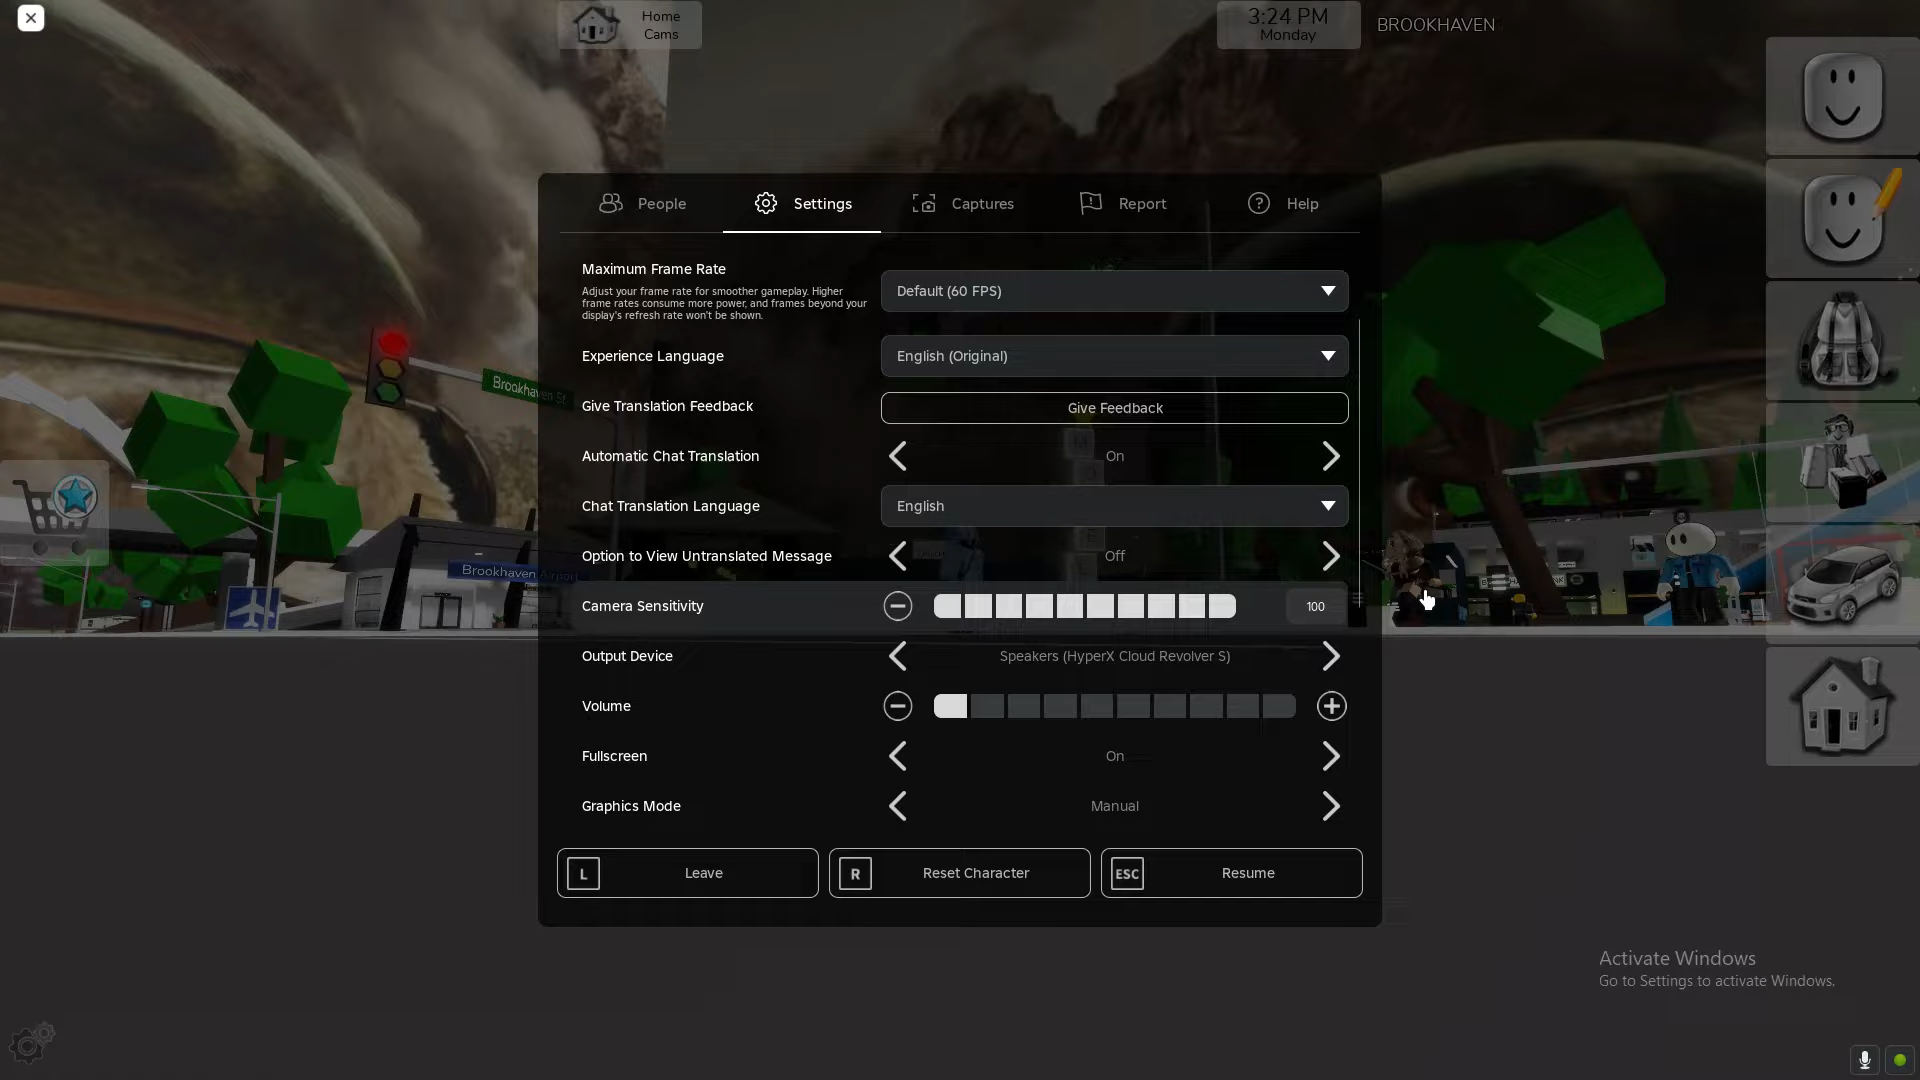 Home
Cams
3:24 PM
Monday
BROOKHAVEN
People
Settings
Captures
Report
Help
Maximum Frame Rate
Adjust your frame rate for smoother gameplay. Higher
frame rates consume more power, and frames beyond your
display's refresh rate won't be shown.
Default (60 FPS)
Experience Language
English (Original)
Give Translation Feedback
Give Feedback
Automatic Chat Translation
On
Chat Translation Language
English
Option to View Untranslated Message
Off
Camera Sensitivity
100
Output Device
Speakers (HyperX Cloud Revolver S)
Volume
Fullscreen
On
Graphics Mode
Manual
L
Leave
R
Reset Character
ESC
Resume
Brookhaven St
Brookhaven Airport
Activate Windows
Go to Settings to activate Windows.